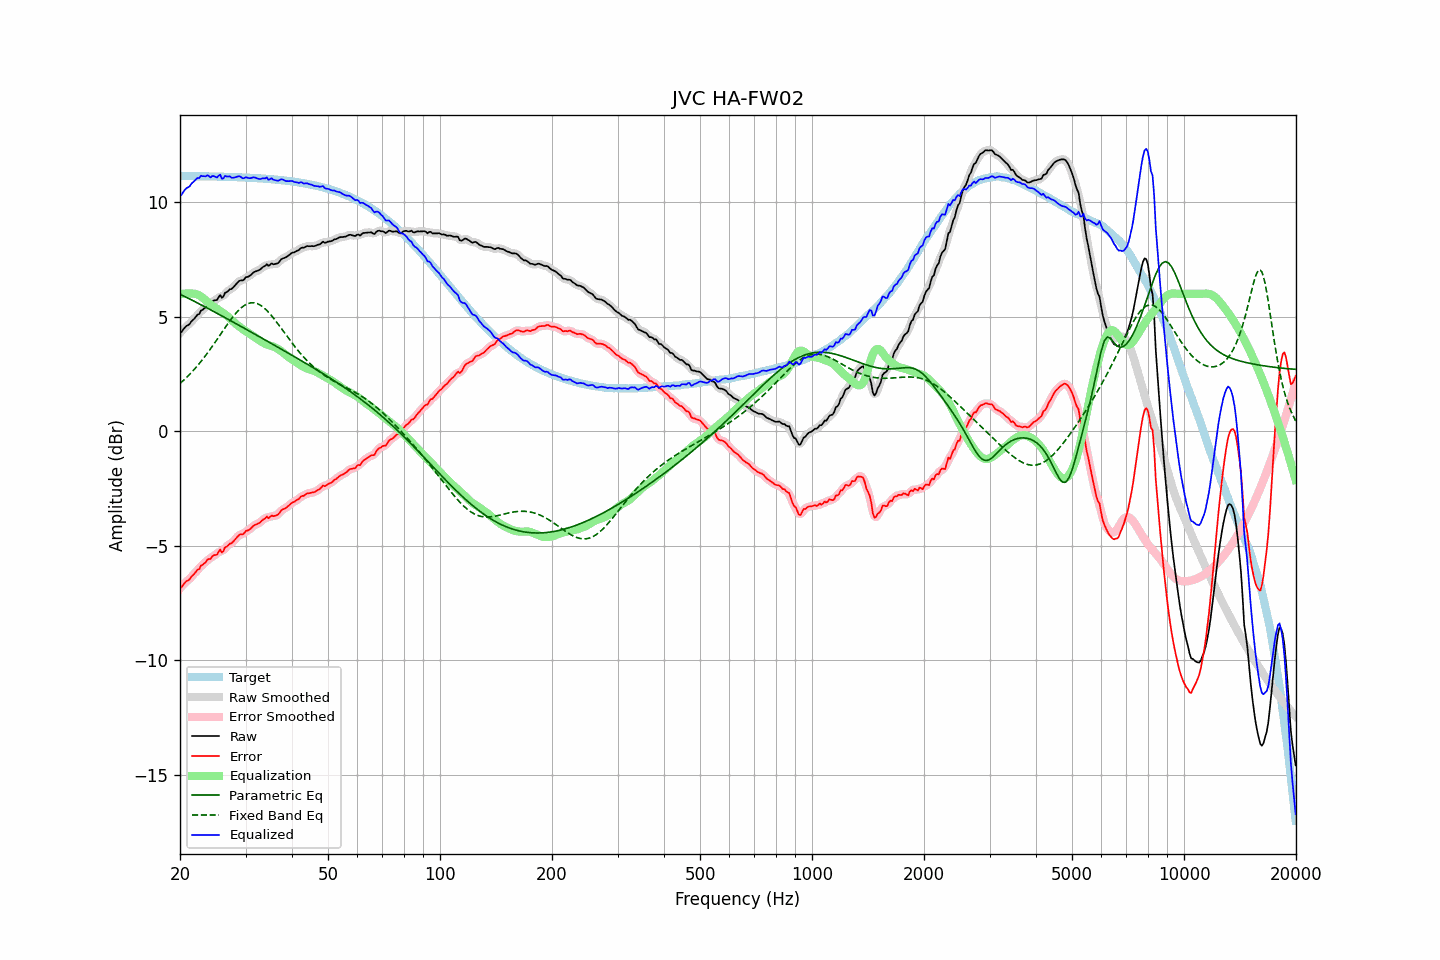 JVC HA-FW02
Amplitude (dBr)
10
5
0
−5
−10
−15
Target
Raw Smoothed
Error Smoothed
Raw
Error
Equalization
Parametric Eq
Fixed Band Eq
Equalized
20 50 100 200 500 1000 2000 5000 10000 20000
Frequency (Hz)